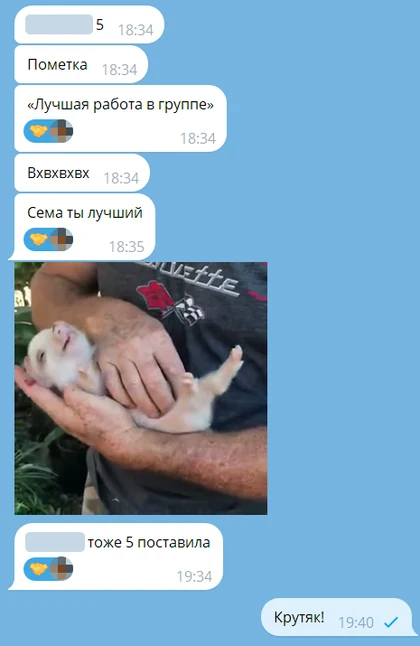 5 18:34
Пометка 18:34
«Лучшая работа в группе»
18:34
Вхвхвхвх 18:34
Сема ты лучший
18:35
тоже 5 поставила
19:34
Крутяк! 19:40